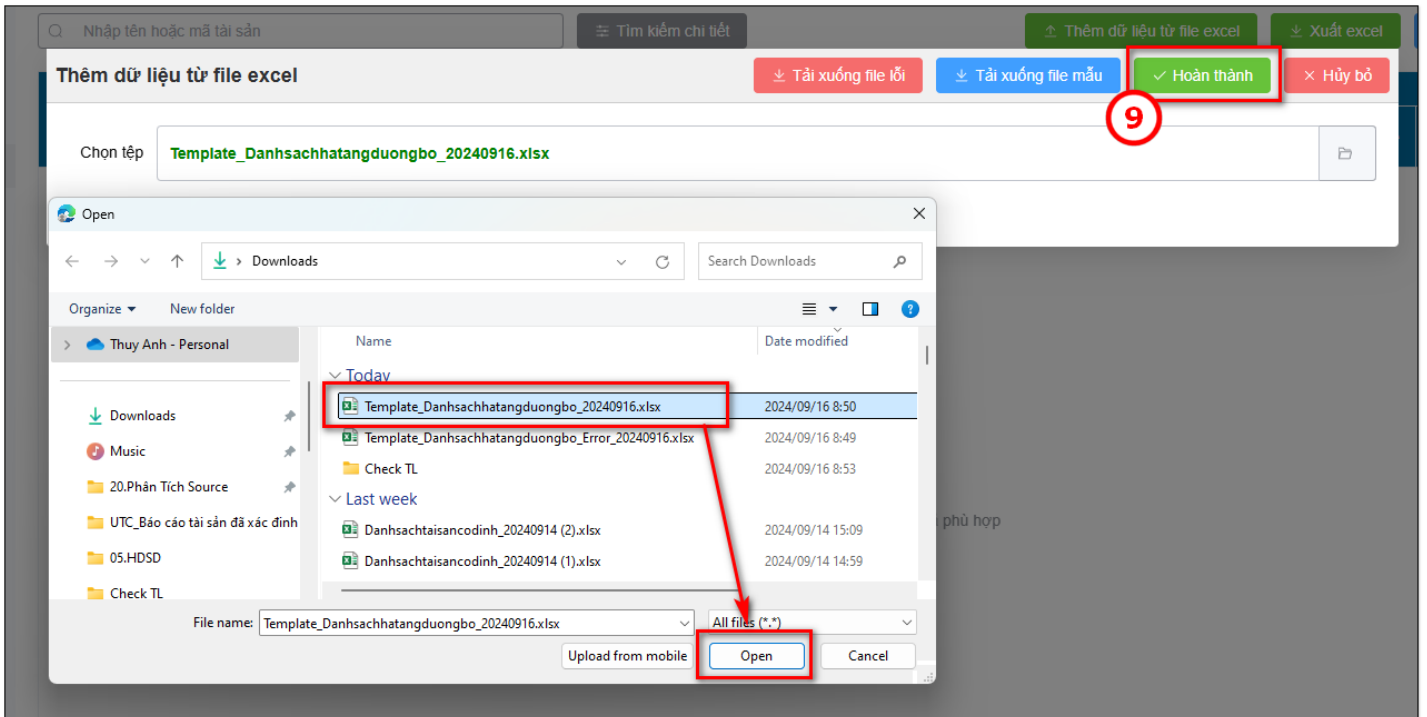 Nhập tên hoặc mã tài sản
Tìm kiếm chi tiết
Thêm dữ liệu từ file excel
Xuất excel
Thêm dữ liệu từ file excel
Tải xuống file lỗi
Tải xuống file mẫu
Hoàn thành
Hủy bỏ
9
Chọn tệp
Template_Danhsachhatangduongbo_20240916.xlsx
Open
Downloads
Search Downloads
Organize
New folder
Thuy Anh - Personal
Name
Date modified
Today
Template_Danhsachhatangduongbo_20240916.xlsx
2024/09/16 8:50
Downloads
Template_Danhsachhatangduongbo_Error_20240916.xlsx
2024/09/16 8:49
Music
Check TL
2024/09/16 8:53
20.Phân Tích Source
Last week
UTC_Báo cáo tài sản đã xác đinh
Danhsachtaisancodinh_20240914 (2).xlsx
2024/09/14 15:09
phù hợp
05.HDSD
Danhsachtaisancodinh_20240914 (1).xlsx
2024/09/14 14:59
Check TL
File name:
Template_Danhsachhatangduongbo_20240916.xlsx
All files (*.*)
Upload from mobile
Open
Cancel